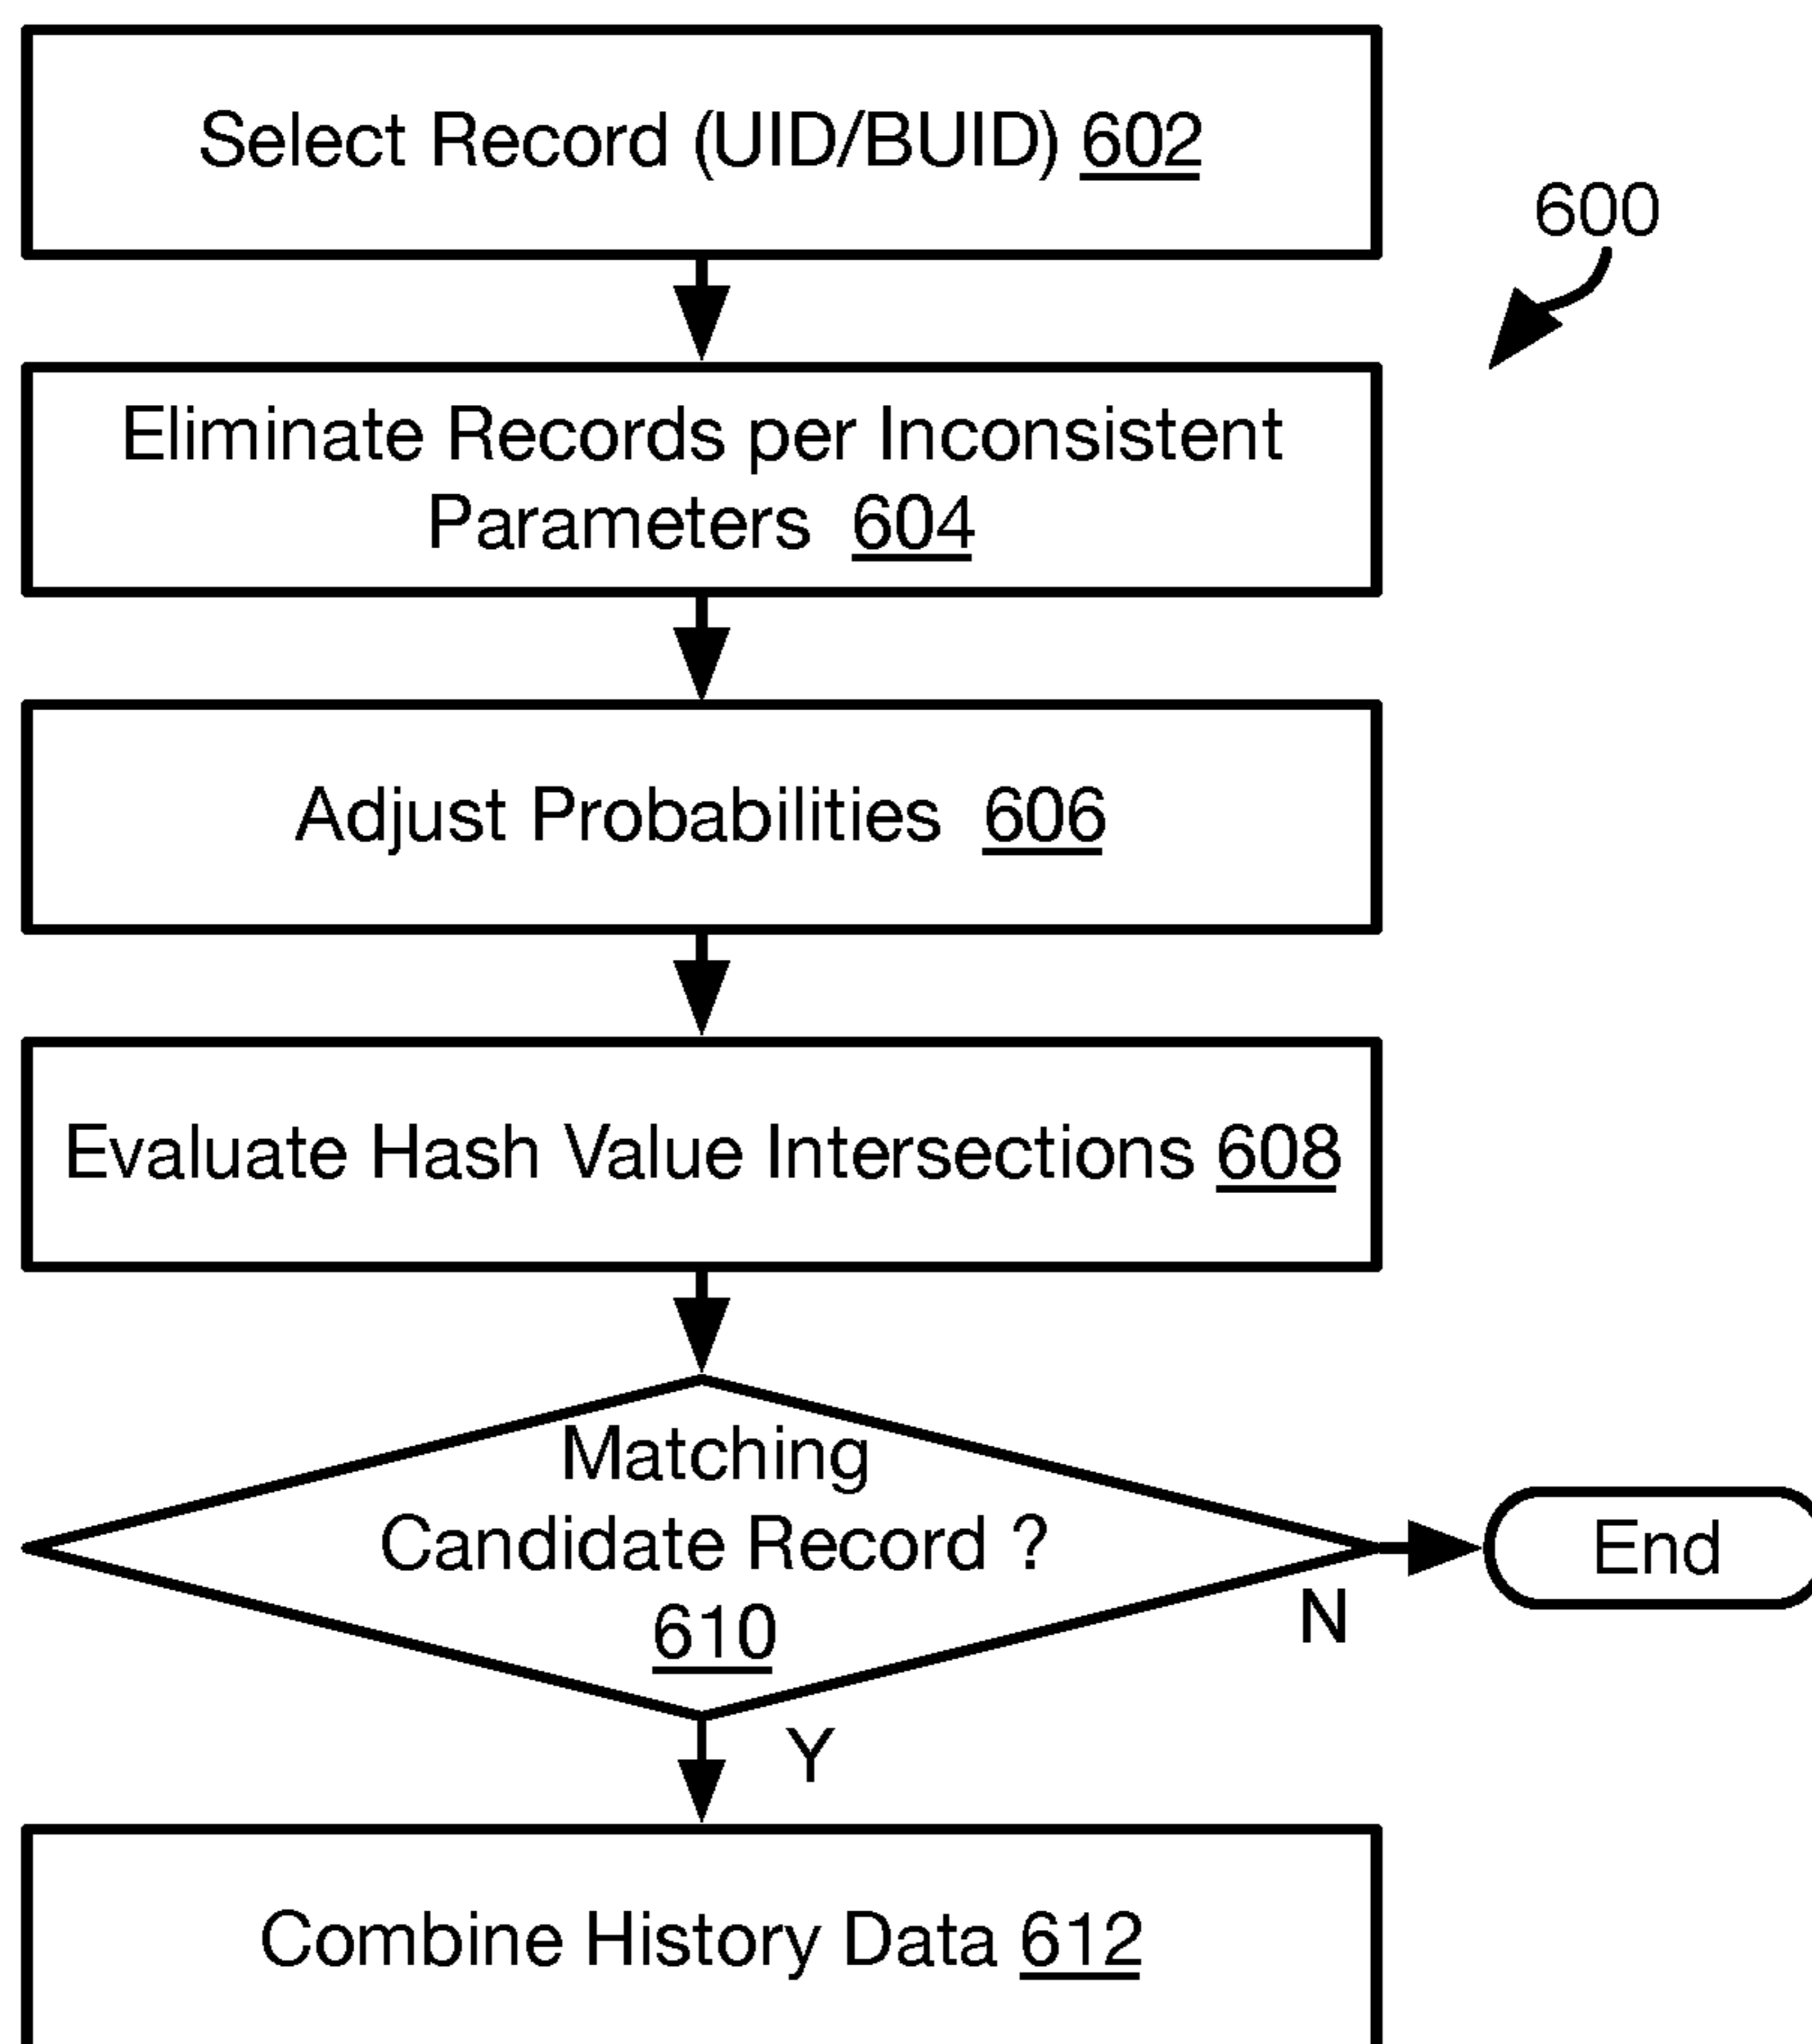 Select Record (UID/BUID) 602
600
Eliminate Records per Inconsistent
Parameters 604
Adjust Probabilities 606
Evaluate Hash Value Intersections 608
Matching
Candidate Record ?
610
End
N
Y
Combine History Data 612